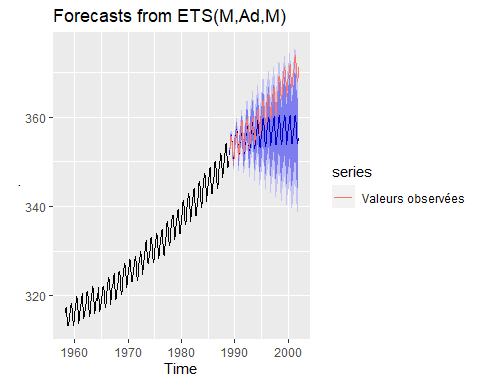 Forecasts from ETS(M,Ad,M)
360
340
320
1960
1970
1980
1990
2000
Time
series
Valeurs observées